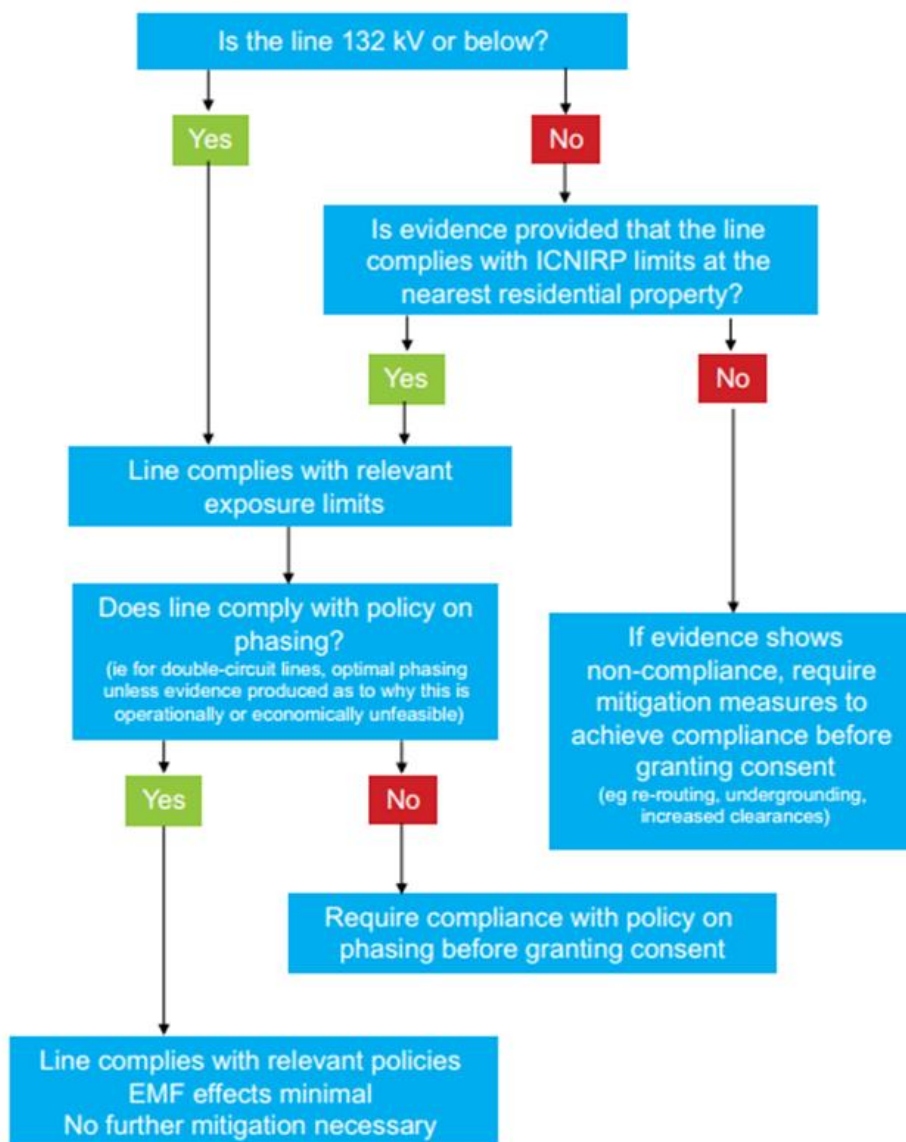 Is the line 132 kV or below?
Yes
No
Is evidence provided that the line
complies with ICNIRP limits at the
nearest residential property?
Yes
No
Line complies with relevant
exposure limits
Does line comply with policy on
phasing?
(ie for double-circuit lines, optimal phasing
unless evidence produced as to why this is
operationally or economically unfeasible)
If evidence shows
non-compliance, require
mitigation measures to
achieve compliance before
granting consent
(eg re-routing, undergrounding,
increased clearances)
Yes
No
Require compliance with policy on
phasing before granting consent
Line complies with relevant policies
EMF effects minimal
No further mitigation necessary